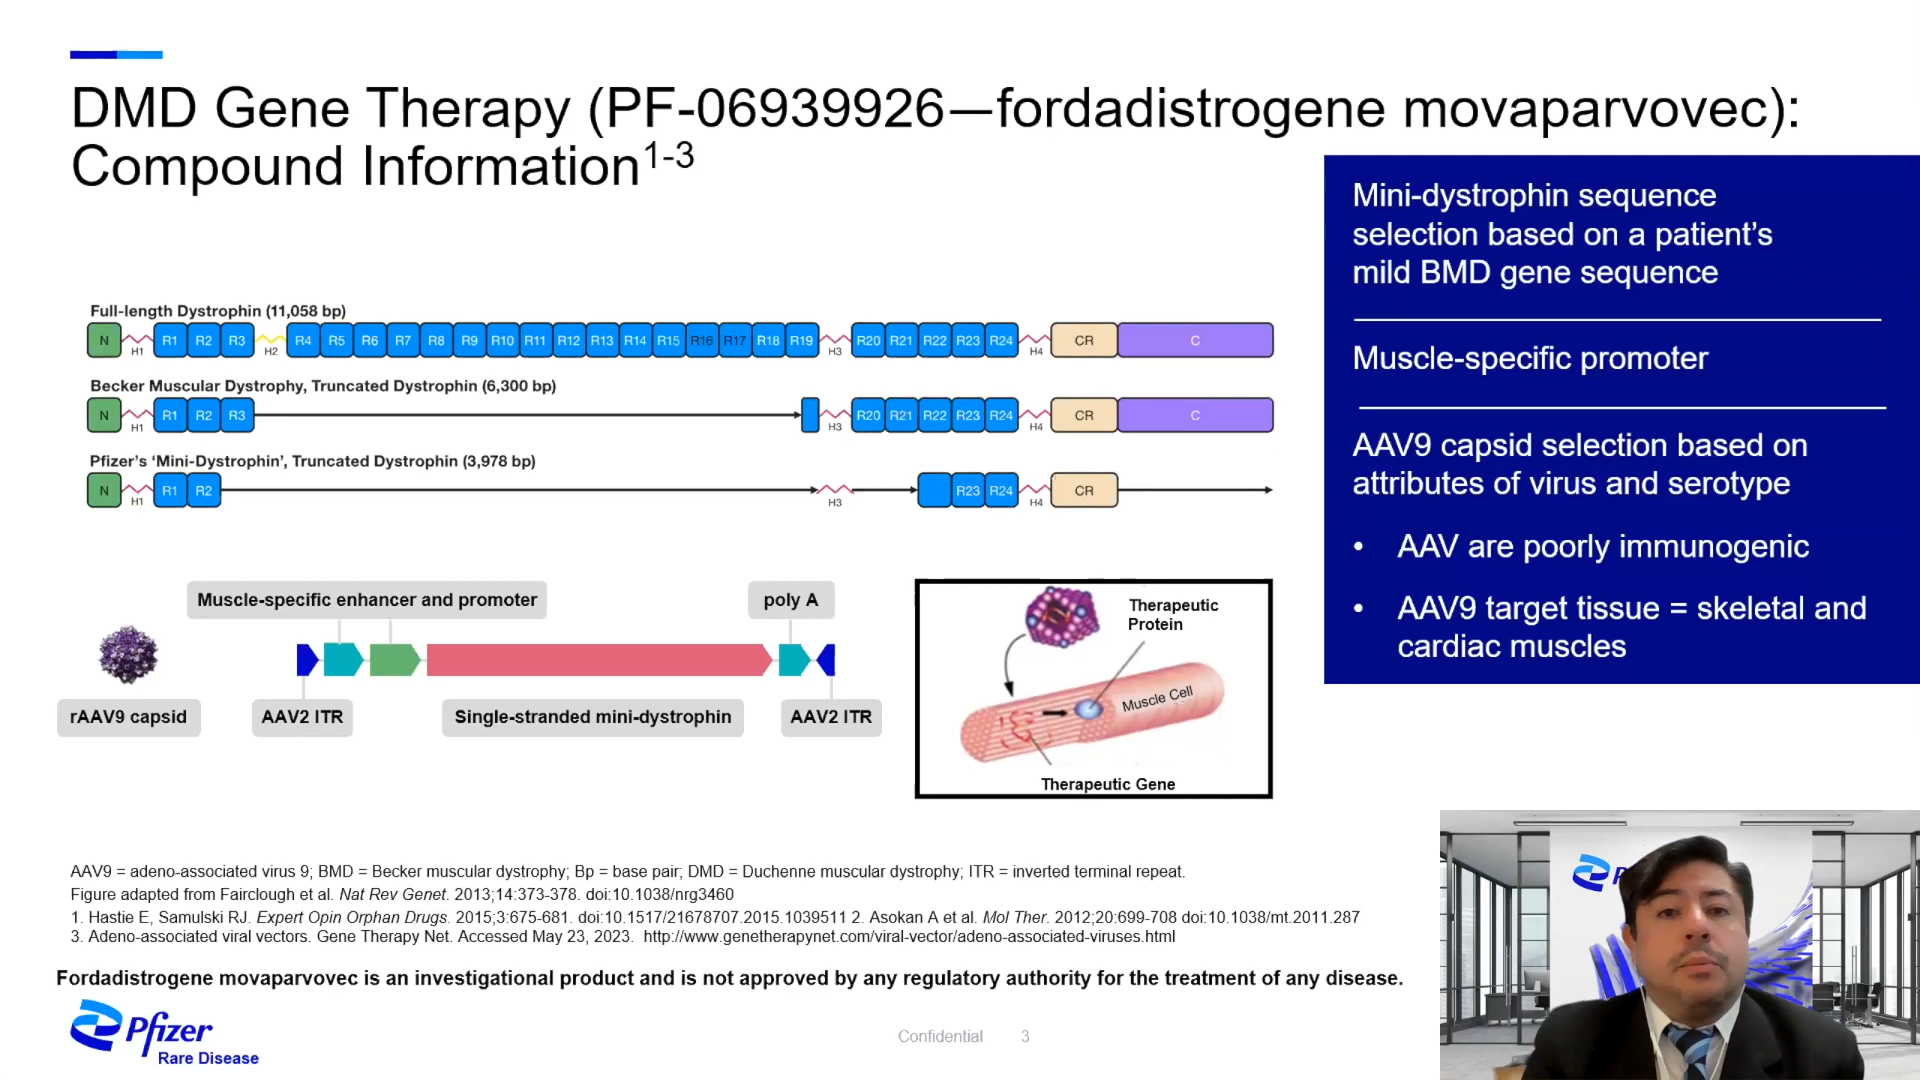 DMD Gene Therapy (PF-06939926—fordadistrogene movaparvovec):
Compound Information1-3
Mini-dystrophin sequence
selection based on a patient’s
mild BMD gene sequence
Muscle-specific promoter
AAV9 capsid selection based on
attributes of virus and serotype
• AAV are poorly immunogenic
• AAV9 target tissue = skeletal and
cardiac muscles
Full-length Dystrophin (11,058 bp)
N H1 R1 R2 R3 H2 R4 R5 R6 R7 R8 R9 R10 R11 R12 R13 R14 R15 R16 R17 R18 R19 H3 R20 R21 R22 R23 R24 H4 CR C
Becker Muscular Dystrophy, Truncated Dystrophin (6,300 bp)
N H1 R1 R2 R3 H3 R20 R21 R22 R23 R24 H4 CR C
Pfizer’s ‘Mini-Dystrophin’, Truncated Dystrophin (3,978 bp)
N H1 R1 R2 H3 R23 R24 H4 CR
Muscle-specific enhancer and promoter
poly A
rAAV9 capsid
AAV2 ITR
Single-stranded mini-dystrophin
AAV2 ITR
Therapeutic
Protein
Muscle Cell
Therapeutic Gene
AAV9 = adeno-associated virus 9; BMD = Becker muscular dystrophy; Bp = base pair; DMD = Duchenne muscular dystrophy; ITR = inverted terminal repeat.
Figure adapted from Fairclough et al. Nat Rev Genet. 2013;14:373-378. doi:10.1038/nrg3460
1. Hastie E, Samulski RJ. Expert Opin Orphan Drugs. 2015;3:675-681. doi:10.1517/21678707.2015.1039511 2. Asokan A et al. Mol Ther. 2012;20:699-708 doi:10.1038/mt.2011.287
3. Adeno-associated viral vectors. Gene Therapy Net. Accessed May 23, 2023. http://www.genetherapynet.com/viral-vector/adeno-associated-viruses.html
Fordadistrogene movaparvovec is an investigational product and is not approved by any regulatory authority for the treatment of any disease.
Pfizer
Rare Disease
Confidential 3